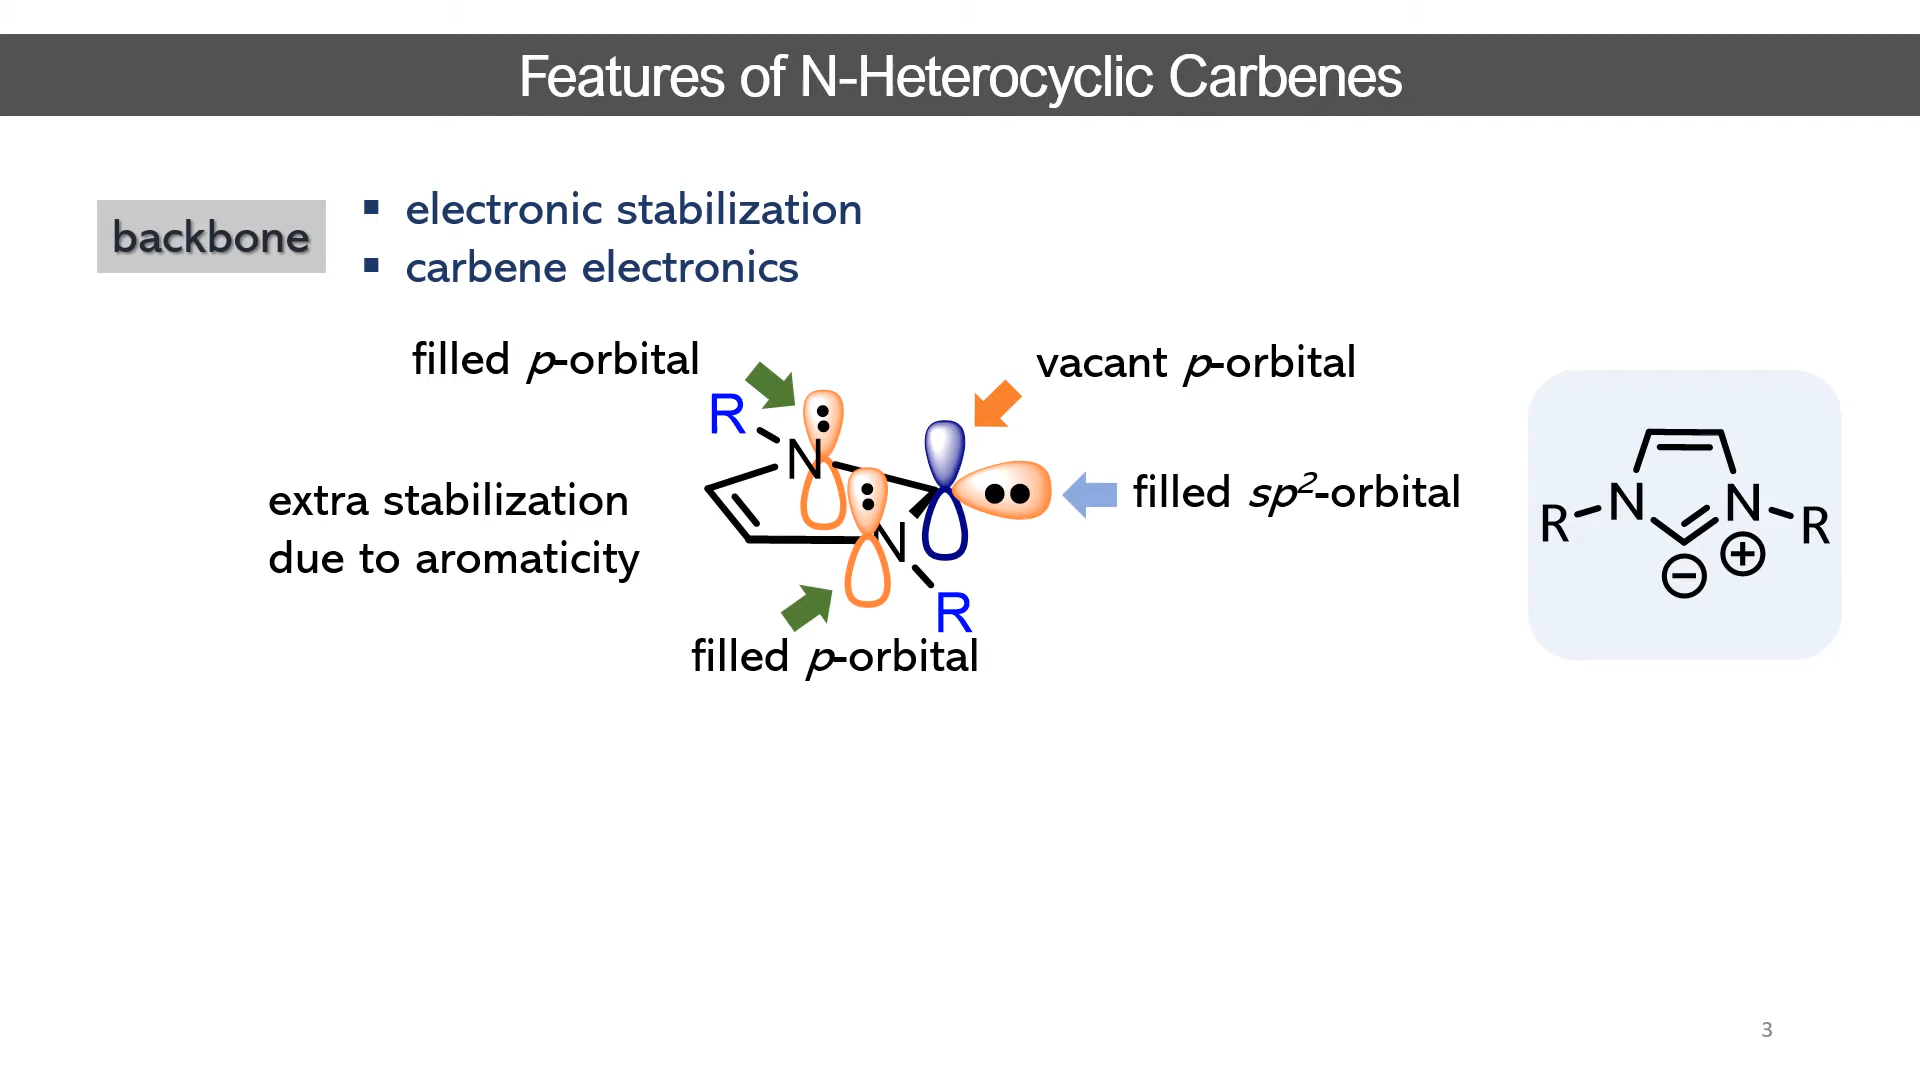 Features of N-Heterocyclic Carbenes
backbone
▪ electronic stabilization
▪ carbene electronics
filled p-orbital
vacant p-orbital
R
N
extra stabilization
due to aromaticity
filled sp²-orbital
N
R
filled p-orbital
N N
R R
⊖ ⊕
3